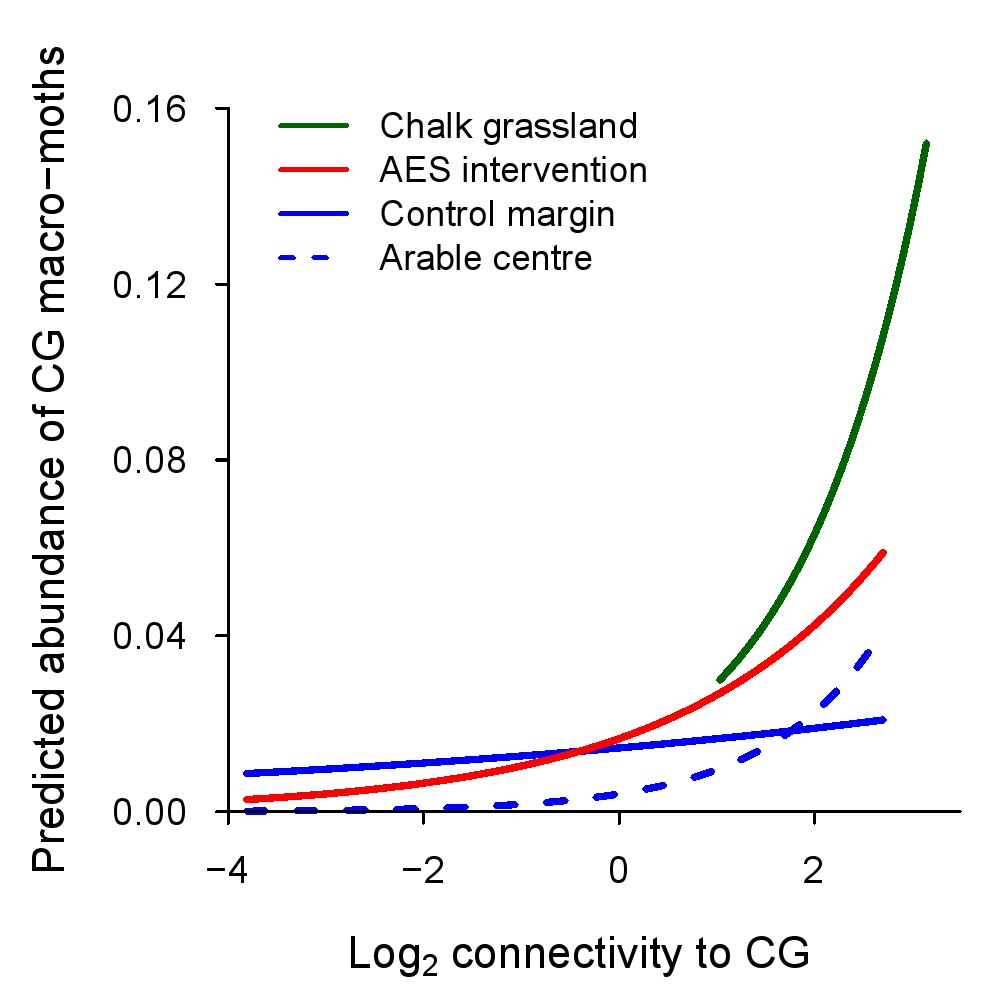 Predicted abundance of CG macro−moths
0.16
0.12
0.08
0.04
0.00
Chalk grassland
AES intervention
Control margin
Arable centre
−4
−2
0
2
Log₂ connectivity to CG